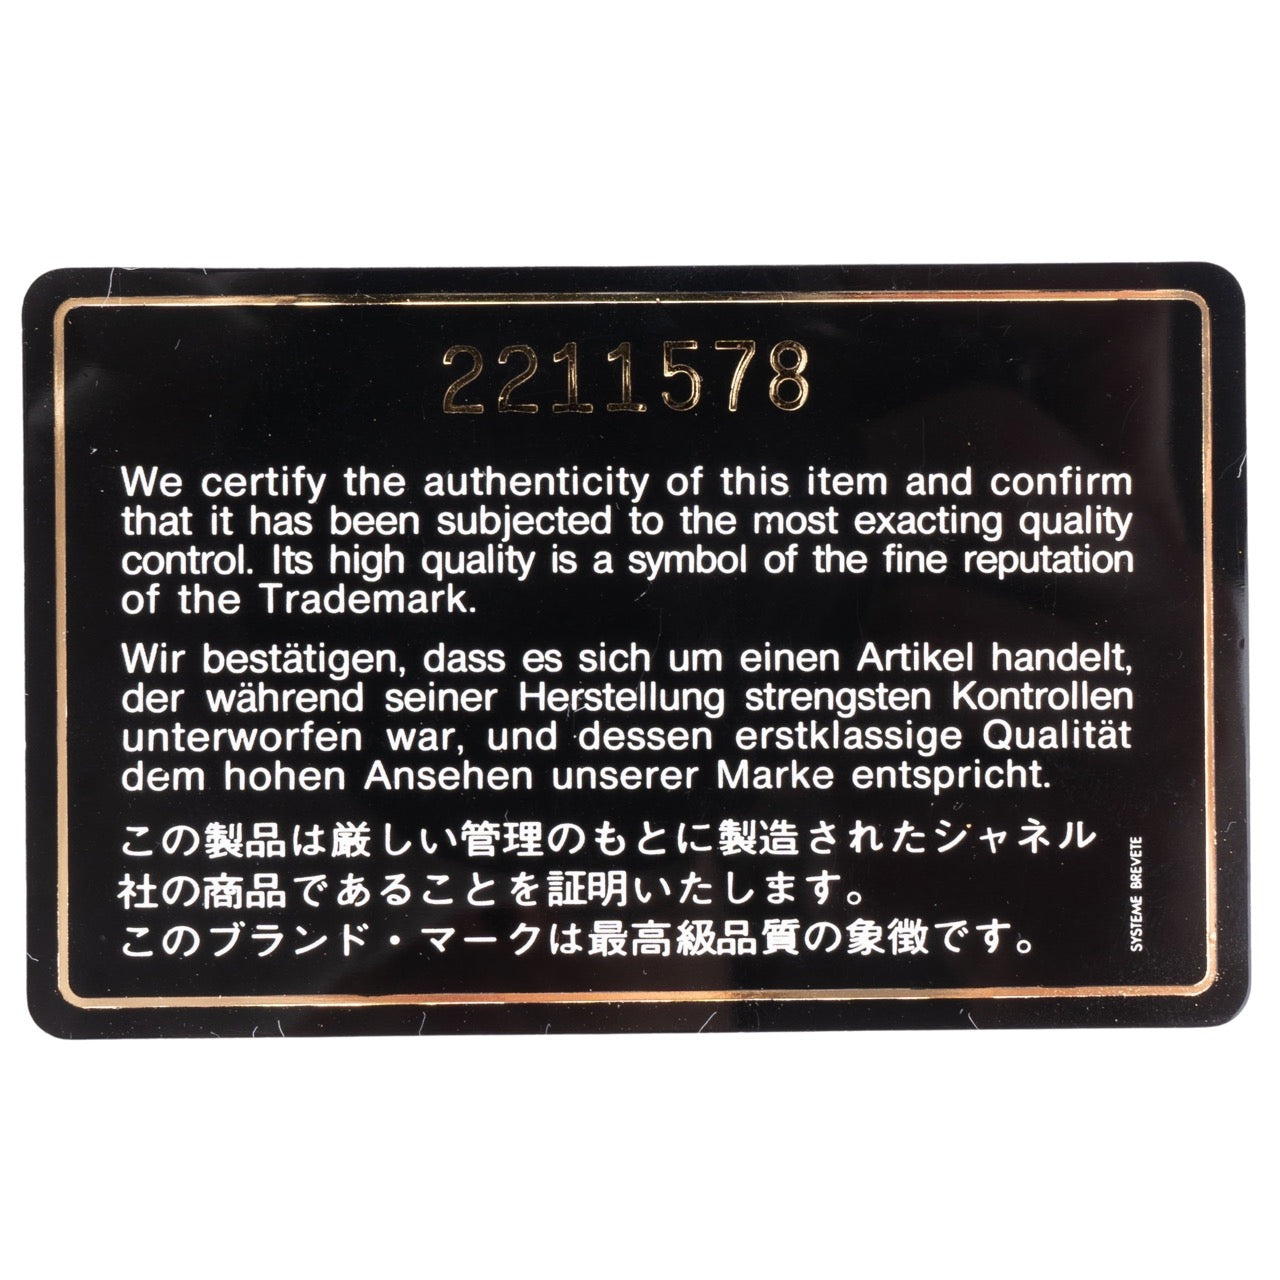 2211578
We certify the authenticity of this item and confirm
that it has been subjected to the most exacting quality
control. Its high quality is a symbol of the fine reputation
of the Trademark.
Wir bestätigen, dass es sich um einen Artikel handelt,
der während seiner Herstellung strengsten Kontrollen
unterworfen war, und dessen erstklassige Qualität
dem hohen Ansehen unserer Marke entspricht.
この製品は厳しい管理のもとに製造されたシャネル
社の商品であることを証明いたします。
このブランド・マークは最高級品質の象徴です。
SYSTEME BREVETE